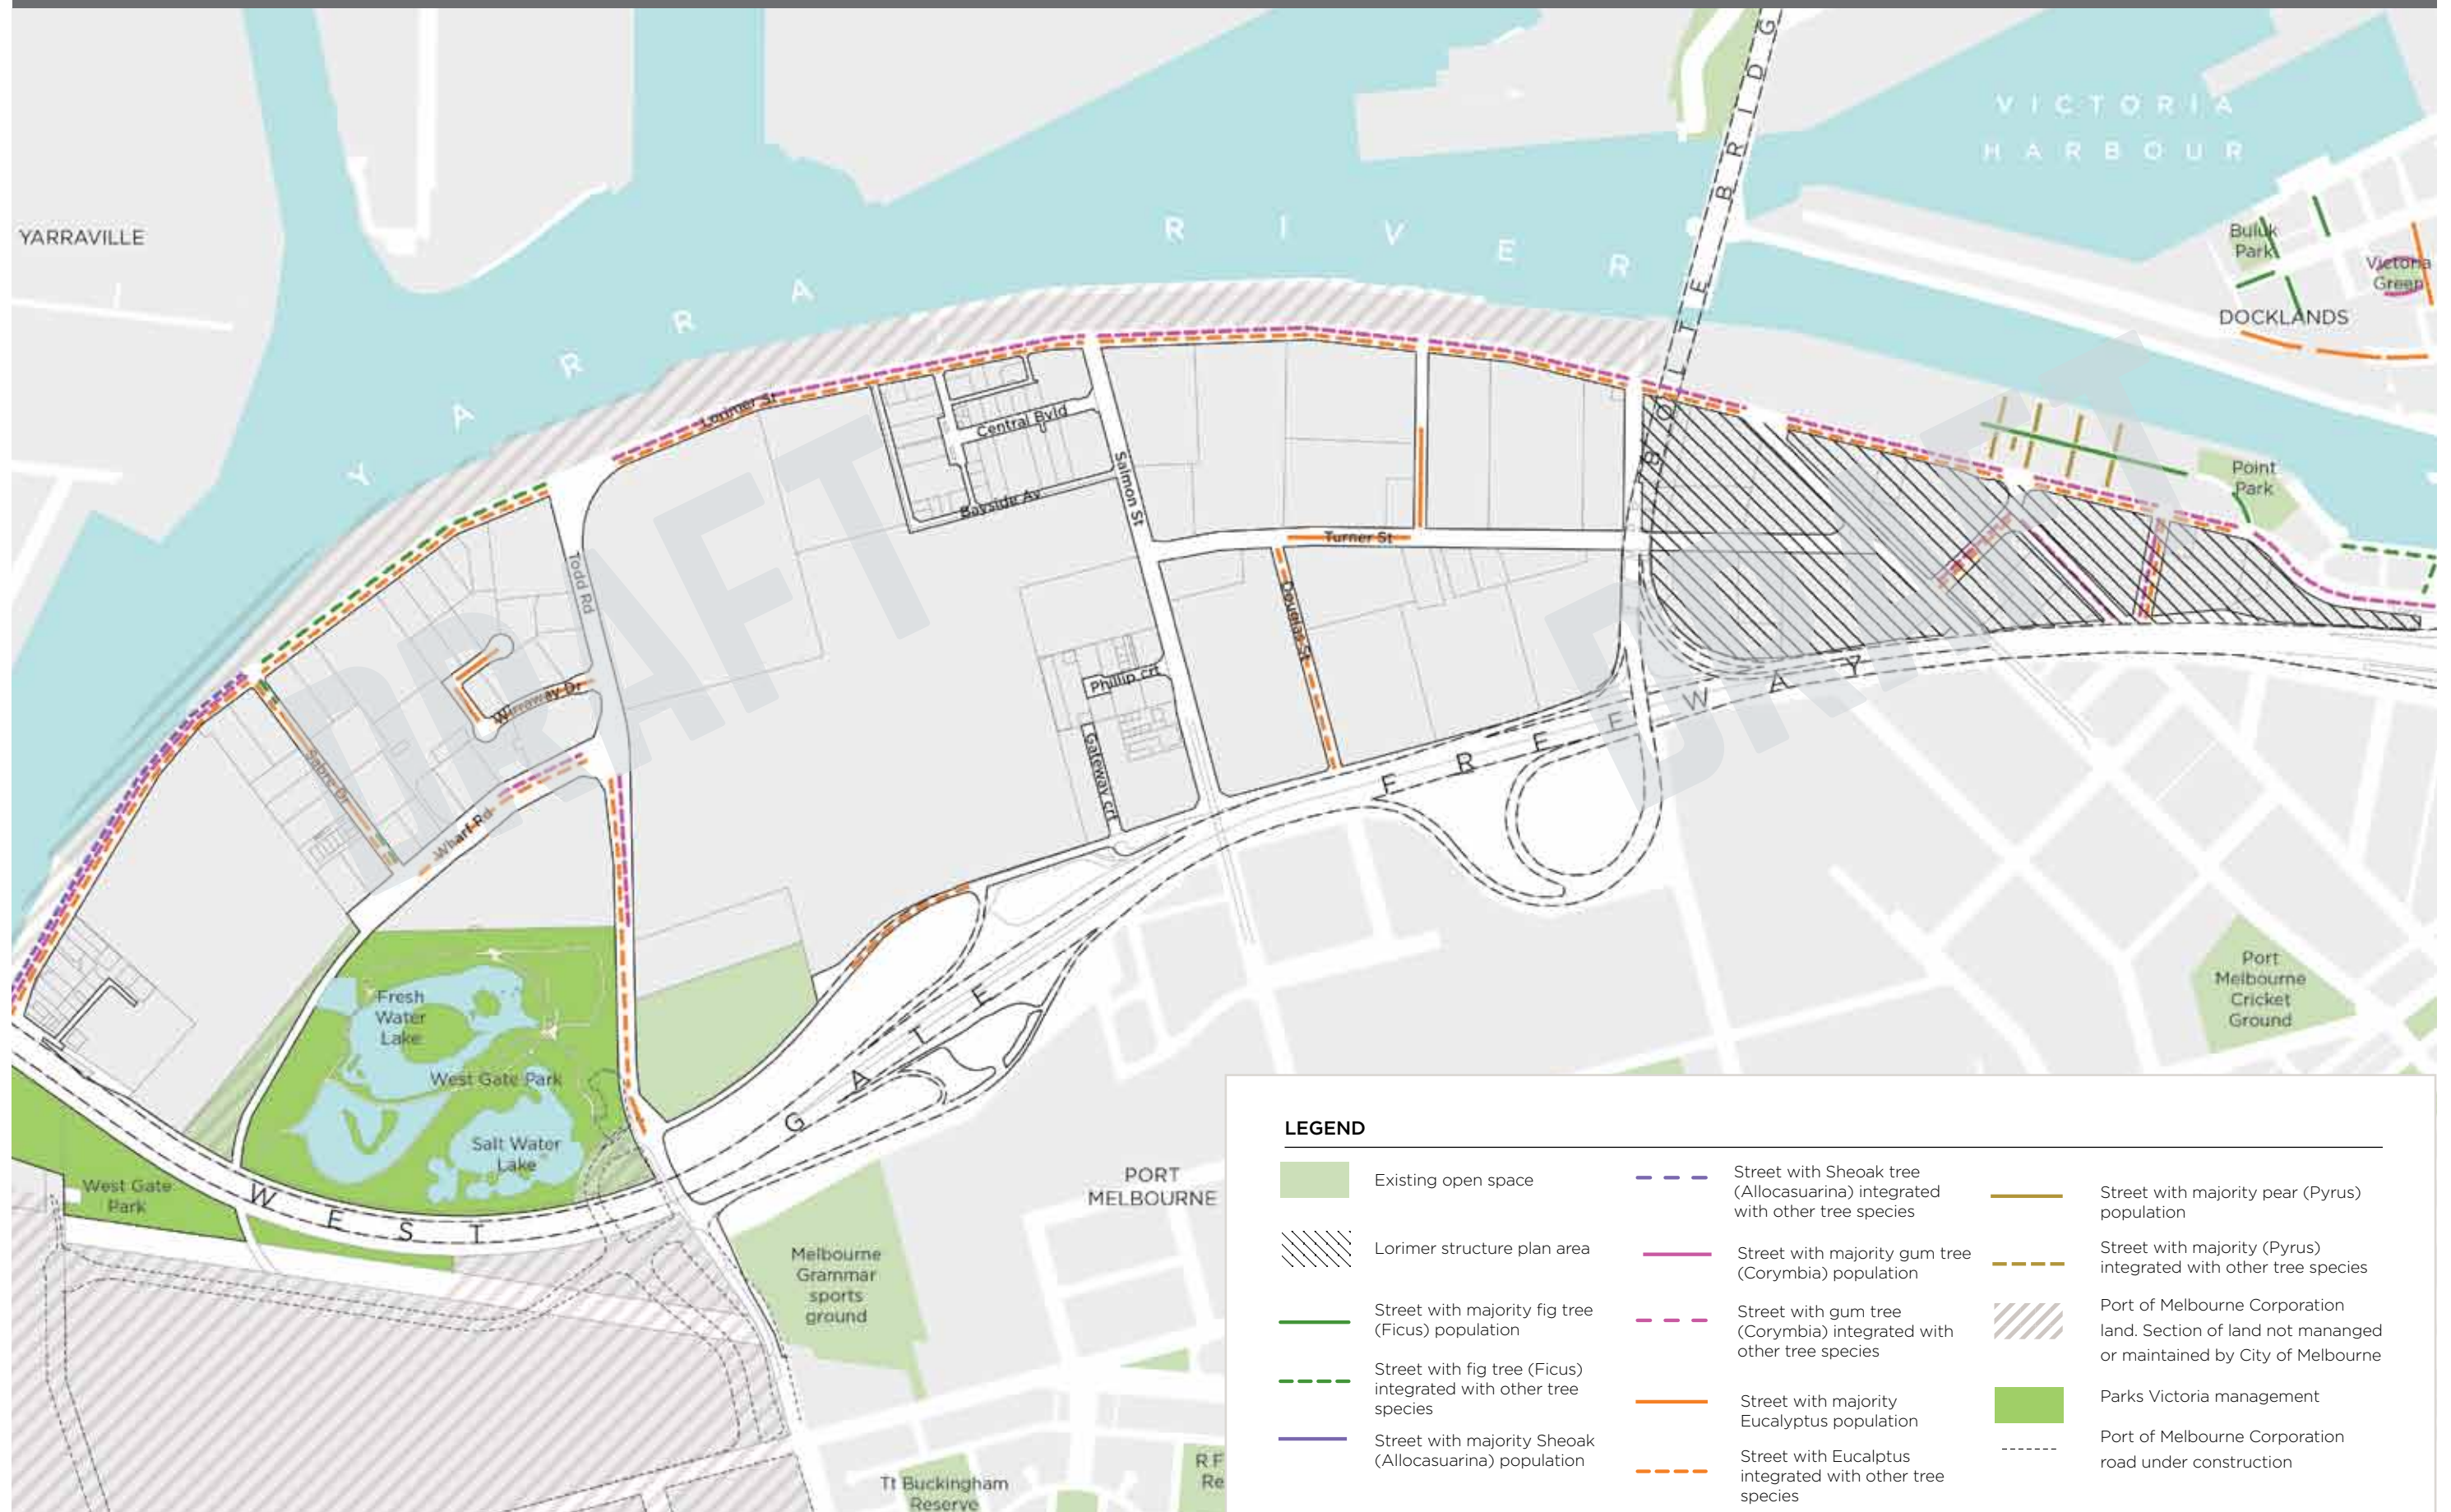 VICTORIA
HARBOUR
BOLTE BRIDG
YARRAVILLE
YARRA RIVER
Buluk
Park
Victoria
Green
DOCKLANDS
Point
Park
Lorimer St
Central Bvld
Bayside Av
Salmon St
Turner St
Douglas St
Todd Rd
Wirraway Dr
Sabre Dr
Wharf Rd
Phillip crt
Gateway crt
DRAFT
DRAFT
WEST GATE FREEWAY
Fresh
Water
Lake
West Gate Park
Salt Water
Lake
West Gate
Park
Port
Melbourne
Cricket
Ground
PORT
MELBOURNE
Melbourne
Grammar
sports
ground
Tt Buckingham
Reserve
R F
Re
LEGEND
Existing open space
Lorimer structure plan area
Street with majority fig tree
(Ficus) population
Street with fig tree (Ficus)
integrated with other tree
species
Street with majority Sheoak
(Allocasuarina) population
Street with Sheoak tree
(Allocasuarina) integrated
with other tree species
Street with majority gum tree
(Corymbia) population
Street with gum tree
(Corymbia) integrated with
other tree species
Street with majority
Eucalyptus population
Street with Eucalptus
integrated with other tree
species
Street with majority pear (Pyrus)
population
Street with majority (Pyrus)
integrated with other tree species
Port of Melbourne Corporation
land. Section of land not mananged
or maintained by City of Melbourne
Parks Victoria management
Port of Melbourne Corporation
road under construction